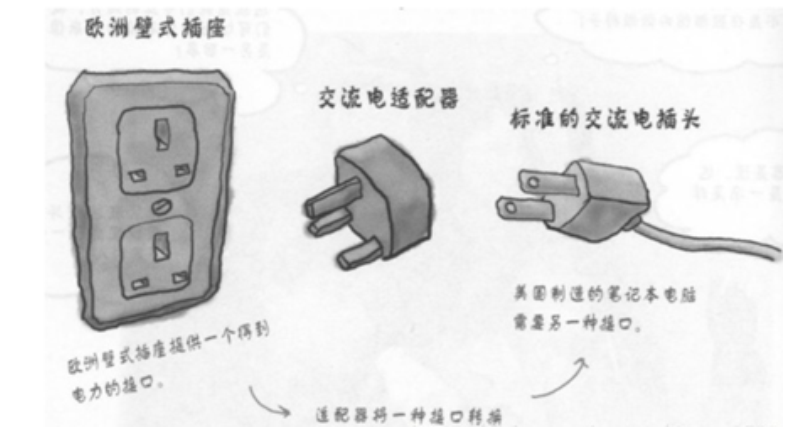 欧洲壁式插座
交流电适配器
标准的交流电插头
美国制造的笔记本电脑
需要另一种接口。
欧洲壁式插座提供一个得到
电力的接口。
适配器将一种接口转换